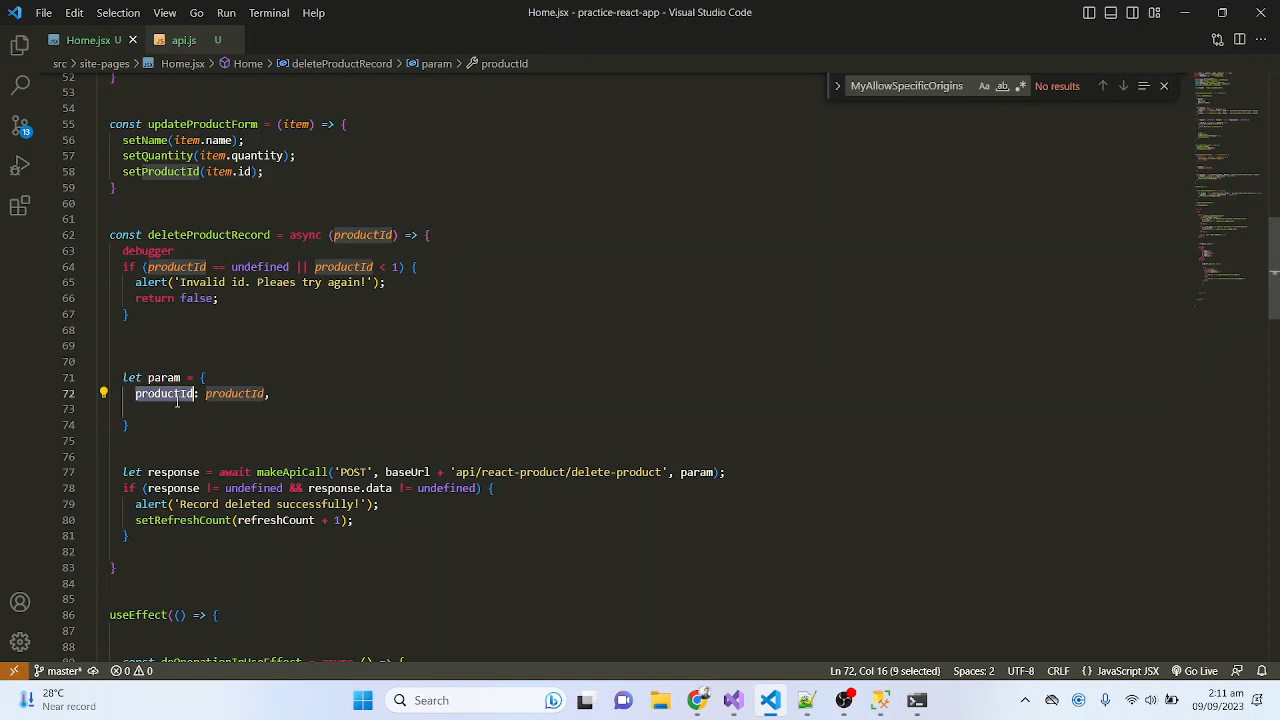 File Edit Selection View Go Run Terminal Help
Home.jsx - practice-react-app - Visual Studio Code
Home.jsx U
api.js U
src > site-pages > Home.jsx > Home > deleteProductRecord > param > productId
MyAllowSpecificOrigin Aa ab .* No results
52 }
53
54
55 const updateProductForm = (item) => {
56 setName(item.name);
57 setQuantity(item.quantity);
58 setProductId(item.id);
59 }
60
61
62 const deleteProductRecord = async (productId) => {
63 debugger
64 if (productId == undefined || productId < 1) {
65 alert('Invalid id. Pleaes try again!');
66 return false;
67 }
68
69
70
71 let param = {
72 productId: productId,
73
74 }
75
76
77 let response = await makeApiCall('POST', baseUrl + 'api/react-product/delete-product', param);
78 if (response != undefined && response.data != undefined) {
79 alert('Record deleted successfully!');
80 setRefreshCount(refreshCount + 1);
81 }
82
83 }
84
85
86 useEffect(() => {
87
88
13
master* 0 0
Ln 72, Col 16 (9 selected) Spaces: 2 UTF-8 CRLF {} JavaScript JSX Go Live
28°C
Near record
Search
2:11 am
09/09/2023